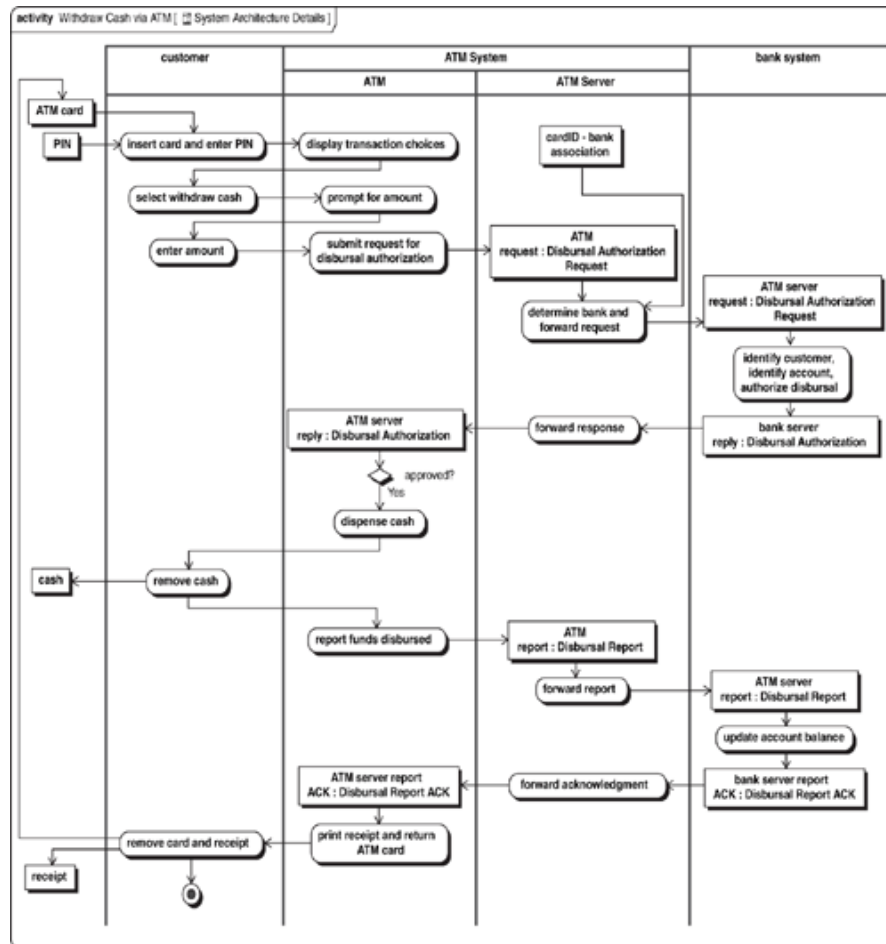 activity Withdraw Cash via ATM [ System Architecture Details ]
customer
ATM System
bank system
ATM
ATM Server
ATM card
PIN
insert card and enter PIN
display transaction choices
cardID - bank
association
select withdraw cash
prompt for amount
enter amount
submit request for
disbursal authorization
ATM
request : Disbursal Authorization
Request
ATM server
request : Disbursal Authorization
Request
determine bank and
forward request
identify customer,
identify account,
authorize disbursal
ATM server
reply : Disbursal Authorization
forward response
bank server
reply : Disbursal Authorization
approved?
Yes
dispense cash
cash
remove cash
report funds disbursed
ATM
report : Disbursal Report
forward report
ATM server
report : Disbursal Report
update account balance
ATM server report
ACK : Disbursal Report ACK
forward acknowledgment
bank server report
ACK : Disbursal Report ACK
remove card and receipt
print receipt and return
ATM card
receipt